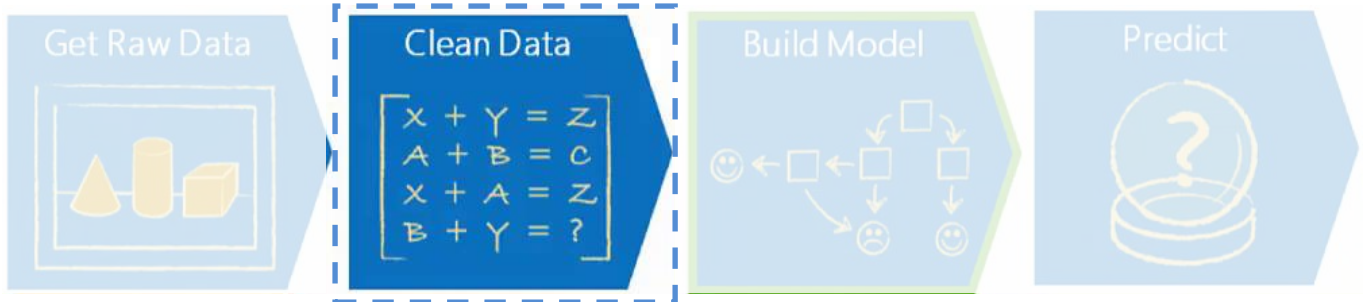 Get Raw Data
Clean Data
X + Y = Z
A + B = C
X + A = Z
B + Y = ?
Build Model
Predict
?